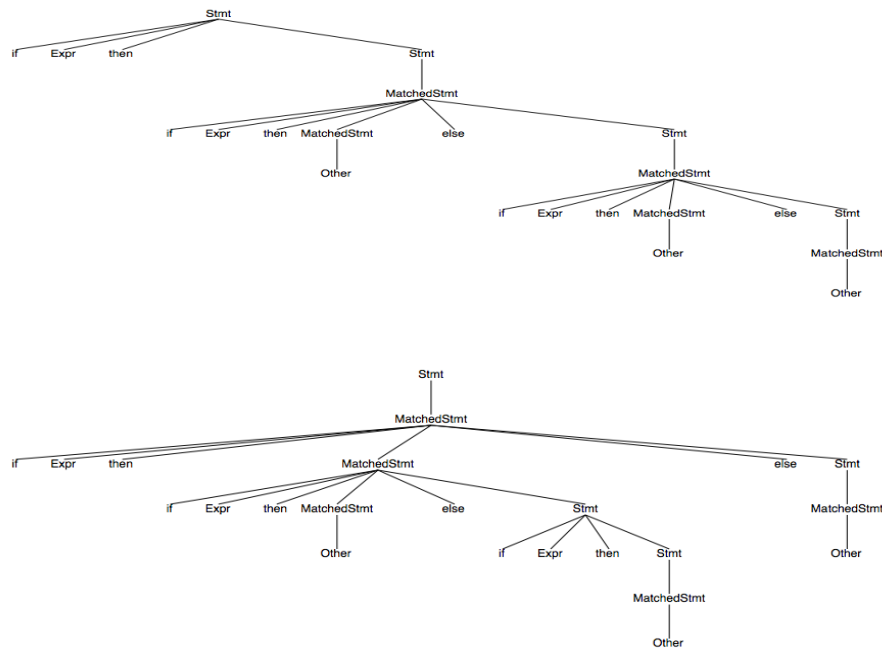 Stmt
if Expr then Stmt
MatchedStmt
if Expr then MatchedStmt else Stmt
Other MatchedStmt
if Expr then MatchedStmt else Stmt
Other MatchedStmt
Other
Stmt
MatchedStmt
if Expr then MatchedStmt else Stmt
if Expr then MatchedStmt else Stmt MatchedStmt
Other if Expr then Stmt Other
MatchedStmt
Other